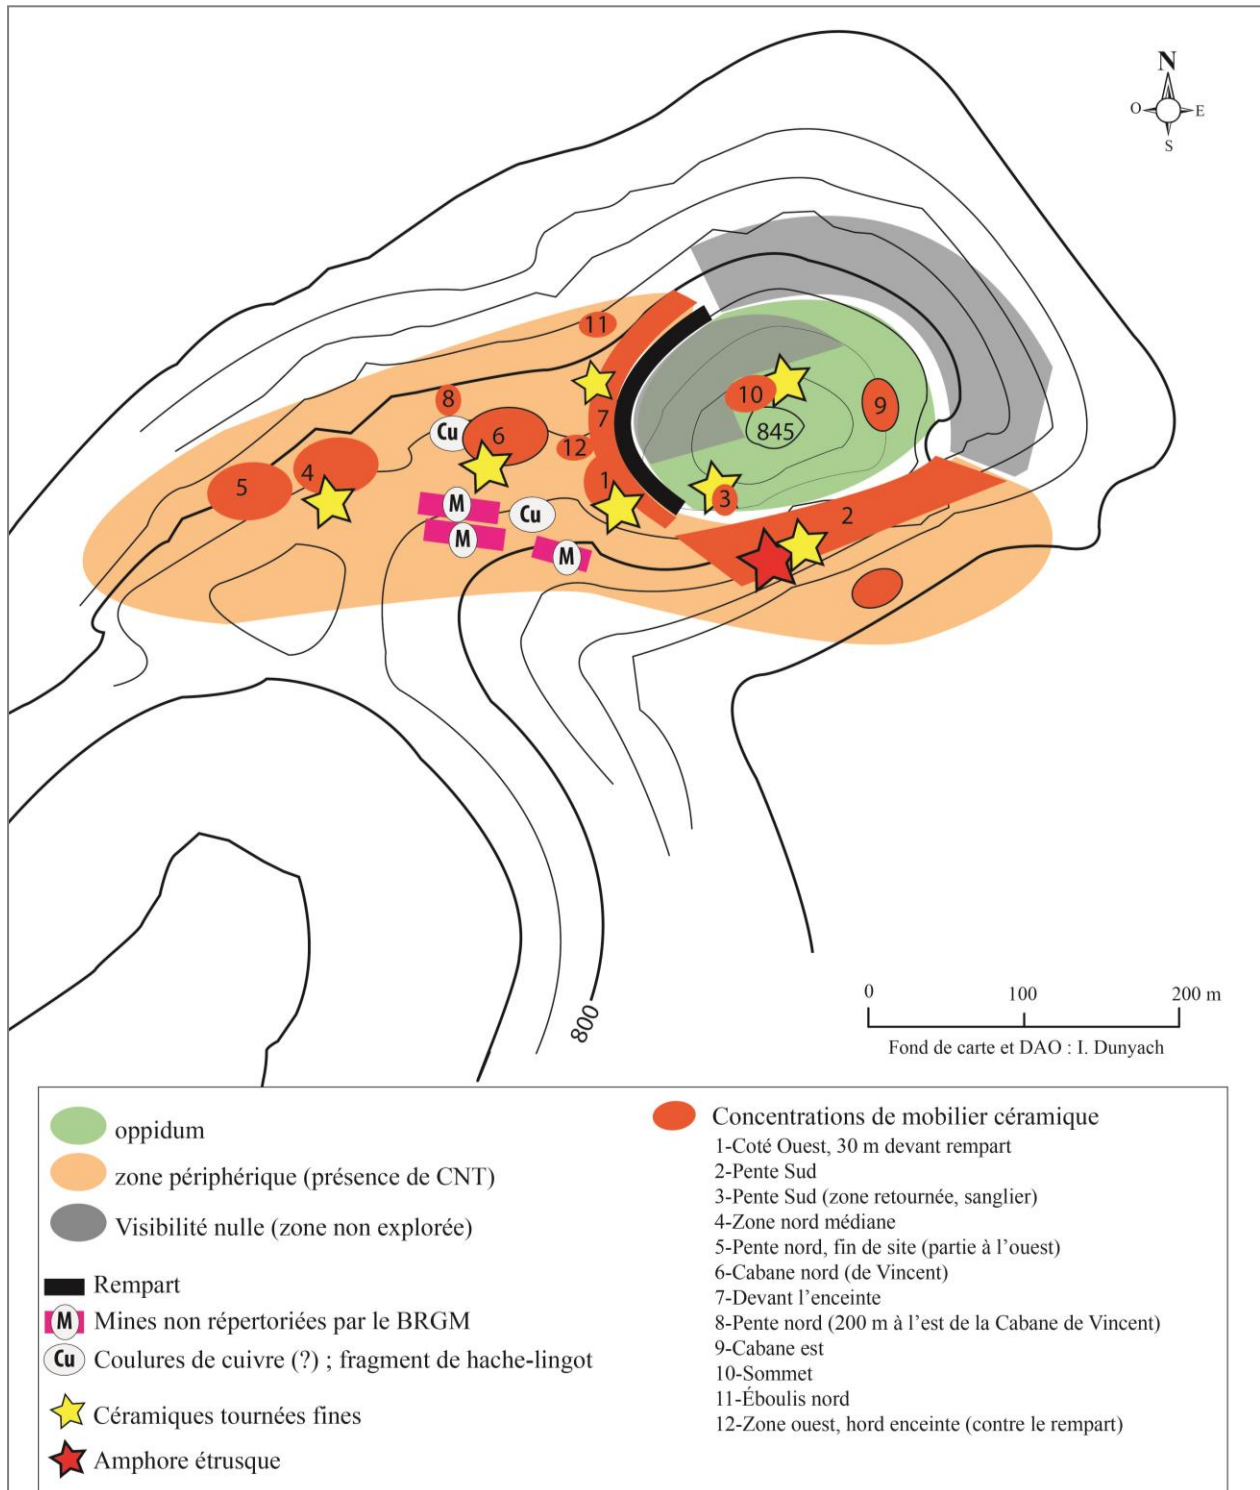 N
O
E
S
11
8
Cu
6
7
12
10
9
845
4
5
1
3
2
M
Cu
M
M
800
0 100 200 m
Fond de carte et DAO : I. Dunyach
oppidum
zone périphérique (présence de CNT)
Visibilité nulle (zone non explorée)
Rempart
M Mines non répertoriées par le BRGM
Cu Coulures de cuivre (?) ; fragment de hache-lingot
Céramiques tournées fines
Amphore étrusque
Concentrations de mobilier céramique
1-Coté Ouest, 30 m devant rempart
2-Pente Sud
3-Pente Sud (zone retournée, sanglier)
4-Zone nord médiane
5-Pente nord, fin de site (partie à l'ouest)
6-Cabane nord (de Vincent)
7-Devant l'enceinte
8-Pente nord (200 m à l'est de la Cabane de Vincent)
9-Cabane est
10-Sommet
11-Éboulis nord
12-Zone ouest, hord enceinte (contre le rempart)